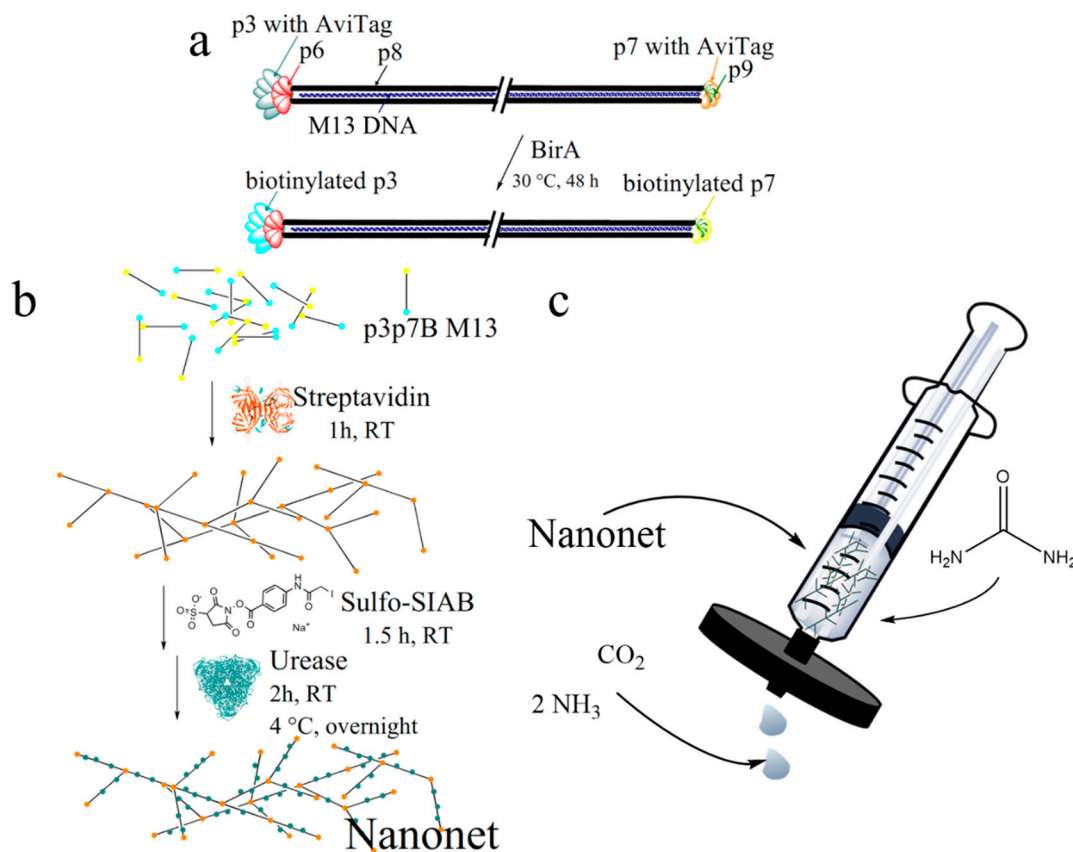 a
p3 with AviTag
p6
p8
p7 with AviTag
p9
M13 DNA
BirA
30 °C, 48 h
biotinylated p3
biotinylated p7
b
p3p7B M13
Streptavidin
1h, RT
Sulfo-SIAB
1.5 h, RT
O
N
O
O
-O
S
O
O
O
H
N
O
I
Na+
Urease
2h, RT
4 °C, overnight
Nanonet
c
Nanonet
O
H2N
NH2
CO2
2 NH3